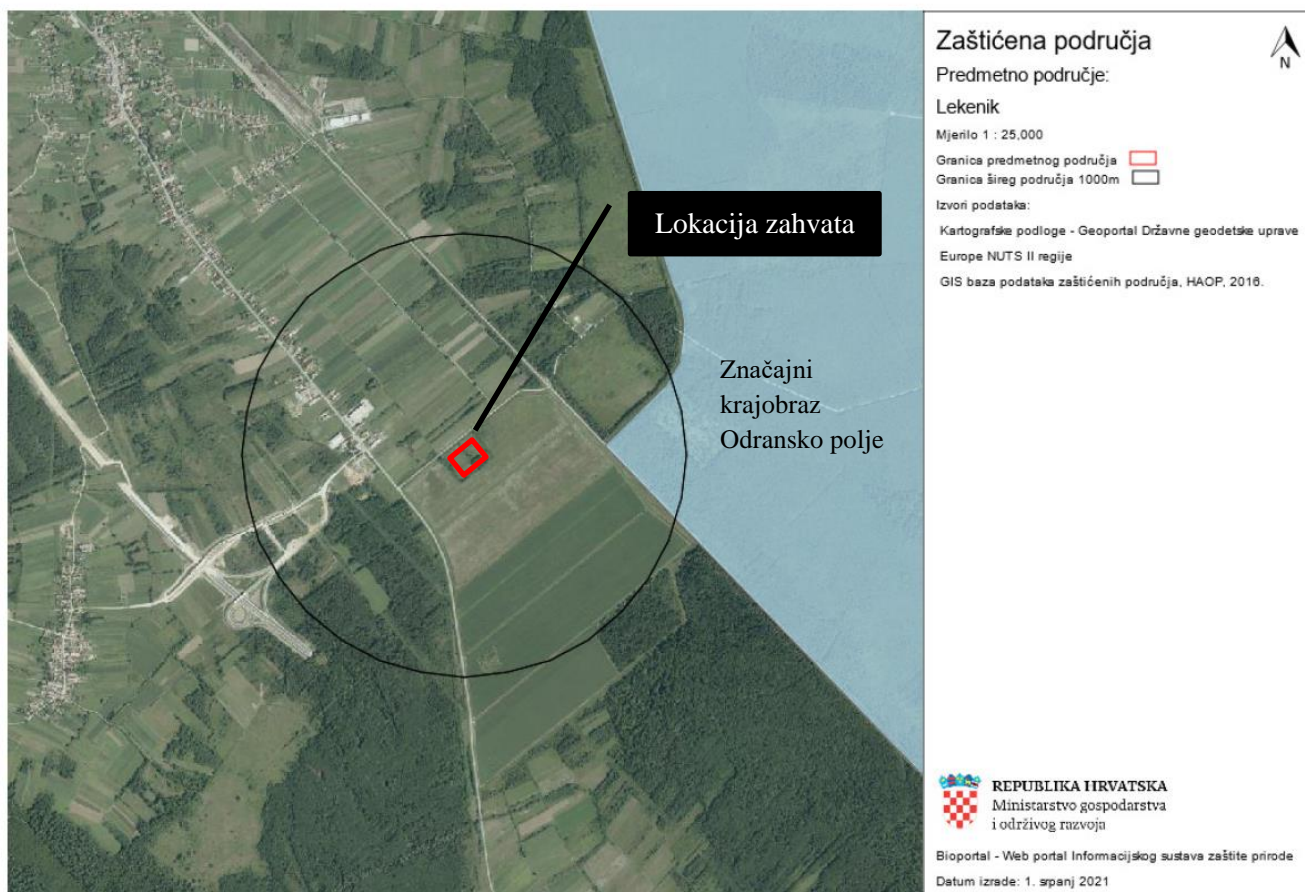 Lokacija zahvata
Značajni
krajobraz
Odransko polje
Zaštićena područja
N
Predmetno područje:
Lekenik
Mjerilo 1 : 25,000
Granica predmetnog područja
Granica šireg područja 1000m
Izvori podataka:
Kartografske podloge - Geoportal Državne geodetske uprave
Europe NUTS II regije
GIS baza podataka zaštićenih područja, HAOP, 2016.
REPUBLIKA HRVATSKA
Ministarstvo gospodarstva
i održivog razvoja
Bioportal - Web portal Informacijskog sustava zaštite prirode
Datum izrade: 1. srpanj 2021